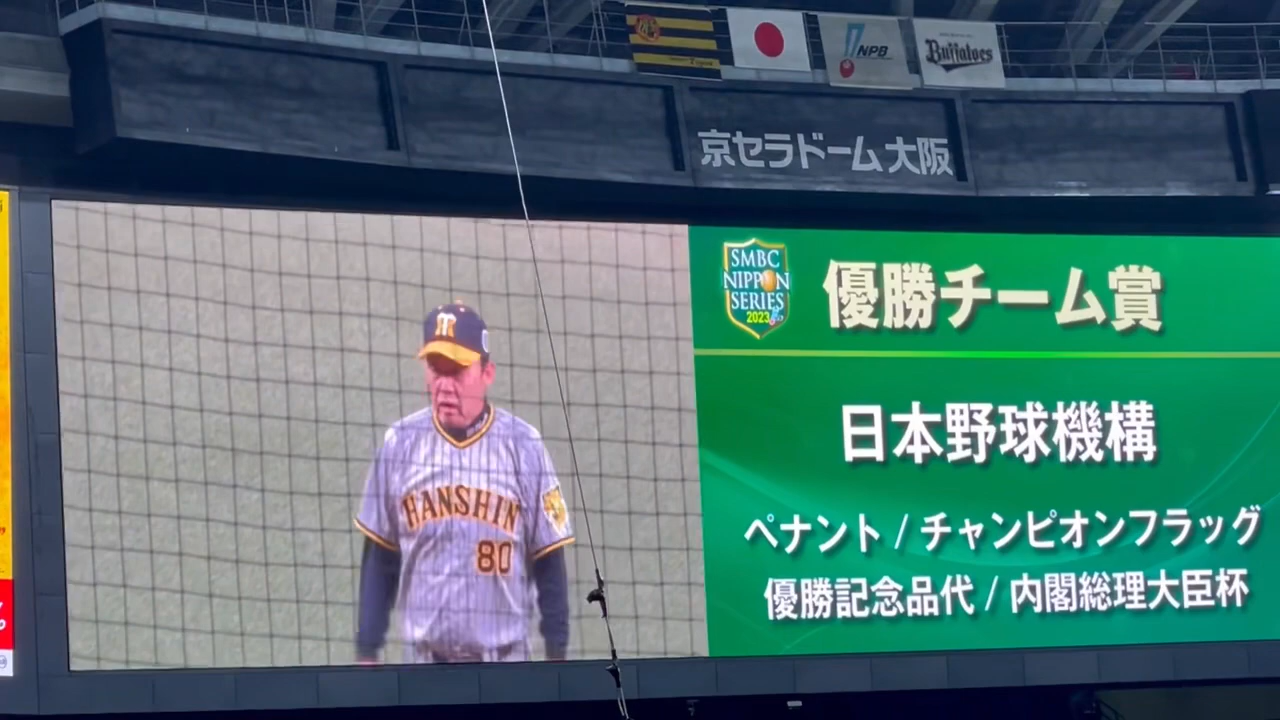 Tigers
NPB
Buffaloes
京セラドーム大阪
SMBC
NIPPON
SERIES
2023
優勝チーム賞
日本野球機構
HANSHIN
80
ペナント / チャンピオンフラッグ
優勝記念品代 / 内閣総理大臣杯